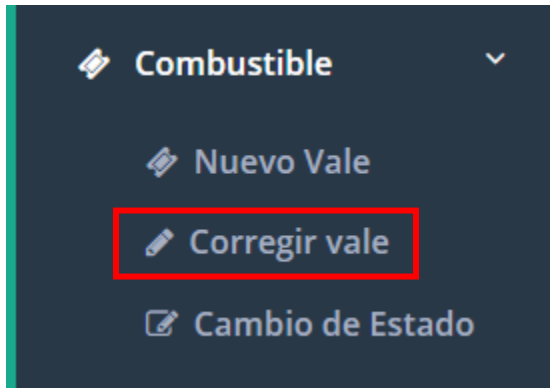 Combustible
Nuevo Vale
Corregir vale
Cambio de Estado